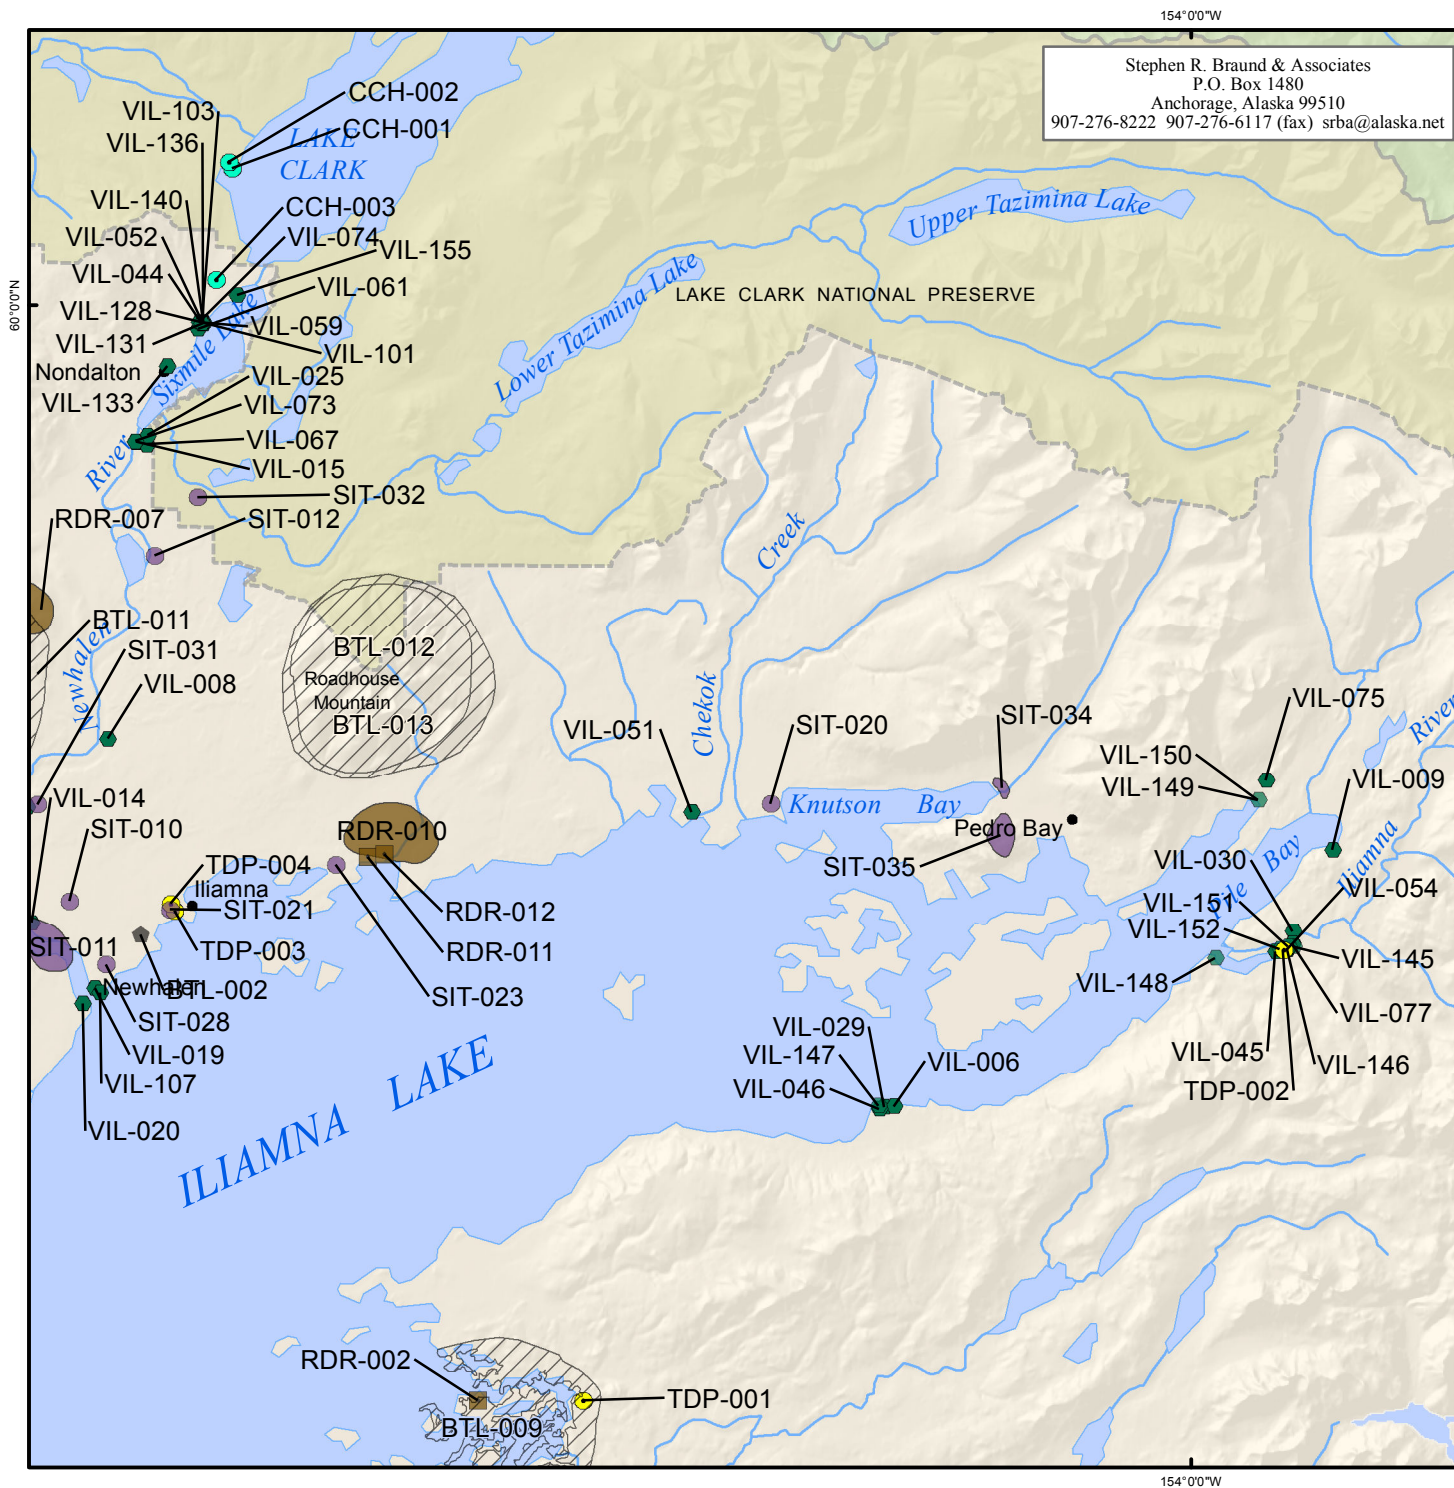 154°0'0"W
Stephen R. Braund & Associates
P.O. Box 1480
Anchorage, Alaska 99510
907-276-8222 907-276-6117 (fax) srba@alaska.net
CCH-002
VIL-103
CCH-001
VIL-136
LAKE
CLARK
VIL-140
CCH-003
Upper Tazimina Lake
VIL-052
VIL-074
VIL-155
VIL-044
VIL-061
Lower Tazimina Lake
LAKE CLARK NATIONAL PRESERVE
60°0'0"N
VIL-128
VIL-059
VIL-131
VIL-101
Nondalton
Sixmile Lake
VIL-025
VIL-133
VIL-073
VIL-067
River
VIL-015
SIT-032
RDR-007
SIT-012
Creek
BTL-011
Newhalen
SIT-031
BTL-012
VIL-008
Roadhouse
Mountain
BTL-013
Chekok
VIL-051
SIT-020
SIT-034
VIL-075
River
VIL-150
VIL-149
VIL-009
VIL-014
Knutson Bay
SIT-010
RDR-010
Pedro Bay
SIT-035
Pile Bay
Iliamna
VIL-030
TDP-004
Iliamna
VIL-054
SIT-021
RDR-012
VIL-151
VIL-152
SIT-011
TDP-003
RDR-011
VIL-145
Newhalen
BTL-002
SIT-023
VIL-148
SIT-028
VIL-077
VIL-029
VIL-019
VIL-147
VIL-006
VIL-045
VIL-146
VIL-107
VIL-046
TDP-002
VIL-020
ILIAMNA LAKE
RDR-002
TDP-001
BTL-009
154°0'0"W